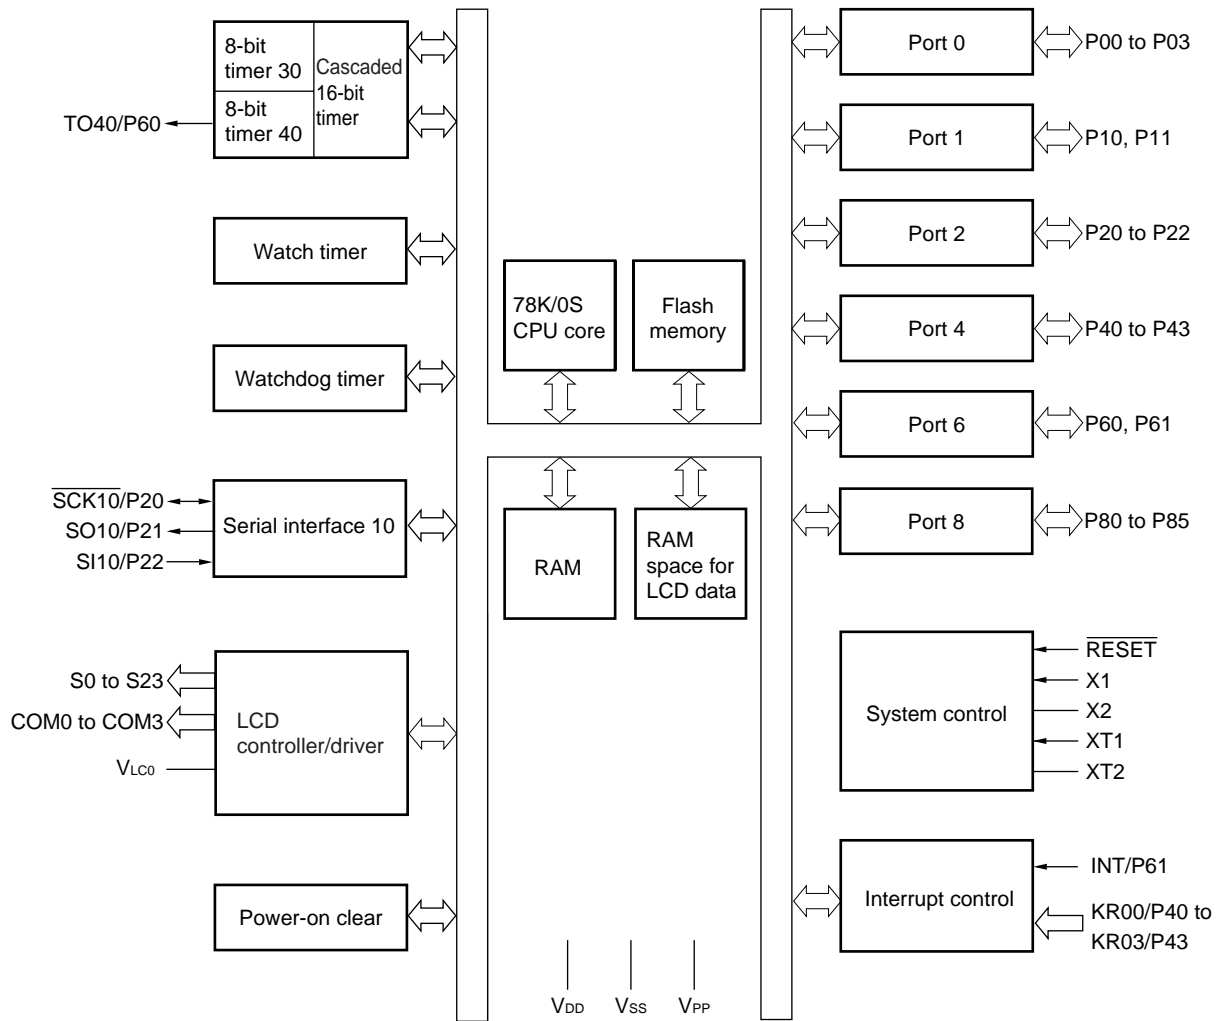 8-bit
timer 30
Cascaded
16-bit
timer
8-bit
timer 40
TO40/P60
Watch timer
Watchdog timer
SCK10/P20
SO10/P21
SI10/P22
Serial interface 10
S0 to S23
COM0 to COM3
VLC0
LCD
controller/driver
Power-on clear
78K/0S
CPU core
Flash
memory
RAM
RAM
space for
LCD data
VDD
VSS
VPP
Port 0
P00 to P03
Port 1
P10, P11
Port 2
P20 to P22
Port 4
P40 to P43
Port 6
P60, P61
Port 8
P80 to P85
System control
RESET
X1
X2
XT1
XT2
Interrupt control
INT/P61
KR00/P40 to
KR03/P43